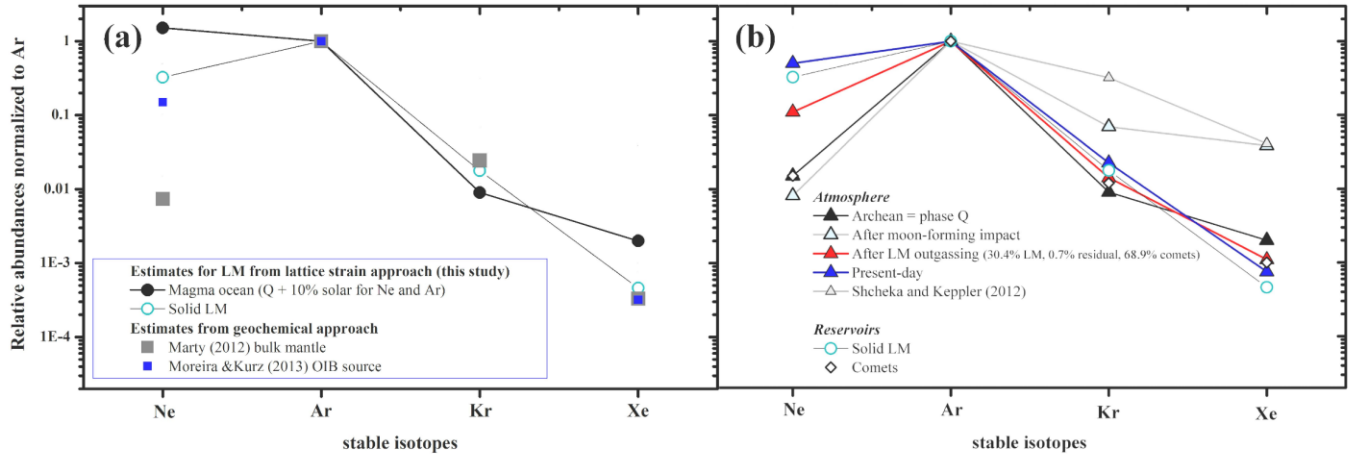 Relative abundances normalized to Ar
1
0.1
0.01
1E-3
1E-4
(a)
Estimates for LM from lattice strain approach (this study)
Magma ocean (Q + 10% solar for Ne and Ar)
Solid LM
Estimates from geochemical approach
Marty (2012) bulk mantle
Moreira &Kurz (2013) OIB source
Ne Ar Kr Xe
stable isotopes
(b)
Atmosphere
Archean = phase Q
After moon-forming impact
After LM outgassing (30.4% LM, 0.7% residual, 68.9% comets)
Present-day
Shcheka and Keppler (2012)
Reservoirs
Solid LM
Comets
Ne Ar Kr Xe
stable isotopes